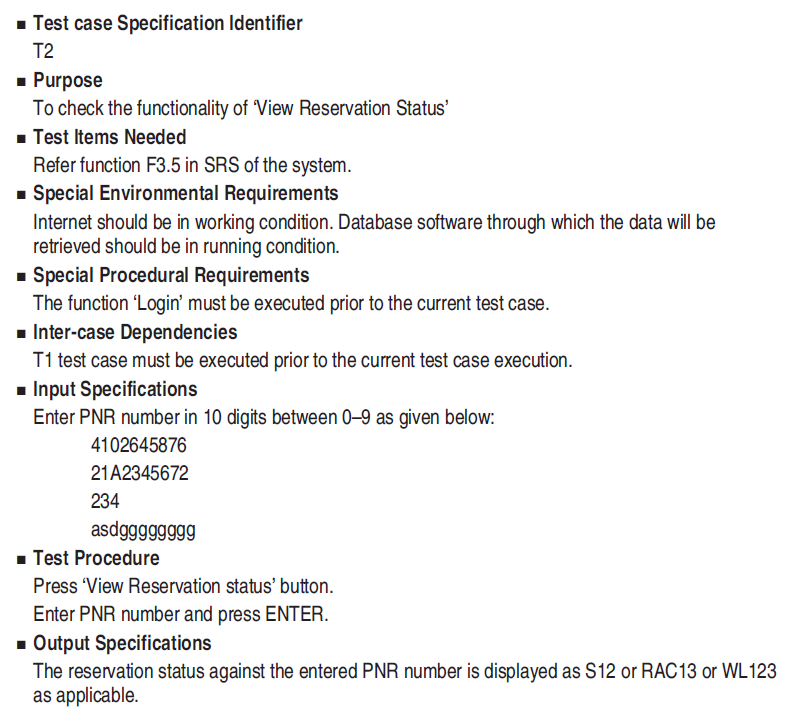 ■ Test case Specification Identifier
T2
■ Purpose
To check the functionality of ‘View Reservation Status’
■ Test Items Needed
Refer function F3.5 in SRS of the system.
■ Special Environmental Requirements
Internet should be in working condition. Database software through which the data will be
retrieved should be in running condition.
■ Special Procedural Requirements
The function ‘Login’ must be executed prior to the current test case.
■ Inter-case Dependencies
T1 test case must be executed prior to the current test case execution.
■ Input Specifications
Enter PNR number in 10 digits between 0–9 as given below:
4102645876
21A2345672
234
asdgggggggg
■ Test Procedure
Press ‘View Reservation status’ button.
Enter PNR number and press ENTER.
■ Output Specifications
The reservation status against the entered PNR number is displayed as S12 or RAC13 or WL123
as applicable.